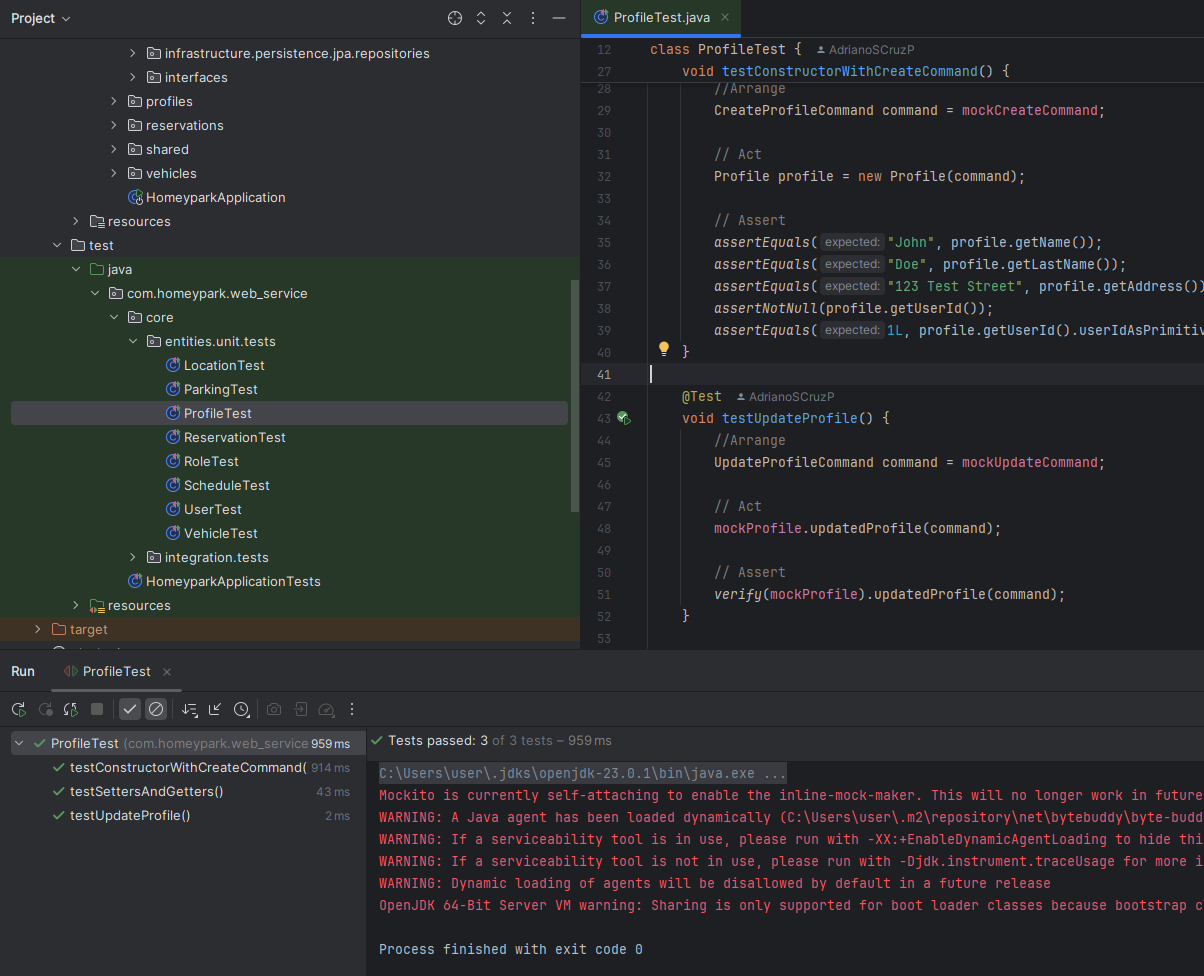 Project
infrastructure.persistence.jpa.repositories
interfaces
profiles
reservations
shared
vehicles
HomeyparkApplication
resources
test
java
com.homeypark.web_service
core
entities.unit.tests
LocationTest
ParkingTest
ProfileTest
ReservationTest
RoleTest
ScheduleTest
UserTest
VehicleTest
integration.tests
HomeyparkApplicationTests
resources
target
ProfileTest.java
12 class ProfileTest { AdrianoSCruzP
27 void testConstructorWithCreateCommand() {
28 //Arrange
29 CreateProfileCommand command = mockCreateCommand;
30
31 // Act
32 Profile profile = new Profile(command);
33
34 // Assert
35 assertEquals( expected: "John", profile.getName());
36 assertEquals( expected: "Doe", profile.getLastName());
37 assertEquals( expected: "123 Test Street", profile.getAddress())
38 assertNotNull(profile.getUserId());
39 assertEquals( expected: 1L, profile.getUserId().userIdAsPrimitiv
40 }
41
42 @Test AdrianoSCruzP
43 void testUpdateProfile() {
44 //Arrange
45 UpdateProfileCommand command = mockUpdateCommand;
46
47 // Act
48 mockProfile.updatedProfile(command);
49
50 // Assert
51 verify(mockProfile).updatedProfile(command);
52 }
53
Run ProfileTest
ProfileTest (com.homeypark.web_service 959 ms
testConstructorWithCreateCommand( 914 ms
testSettersAndGetters() 43 ms
testUpdateProfile() 2 ms
Tests passed: 3 of 3 tests – 959 ms
C:\Users\user\.jdks\openjdk-23.0.1\bin\java.exe ...
Mockito is currently self-attaching to enable the inline-mock-maker. This will no longer work in future
WARNING: A Java agent has been loaded dynamically (C:\Users\user\.m2\repository\net\bytebuddy\byte-budd
WARNING: If a serviceability tool is in use, please run with -XX:+EnableDynamicAgentLoading to hide thi
WARNING: If a serviceability tool is not in use, please run with -Djdk.instrument.traceUsage for more i
WARNING: Dynamic loading of agents will be disallowed by default in a future release
OpenJDK 64-Bit Server VM warning: Sharing is only supported for boot loader classes because bootstrap c
Process finished with exit code 0